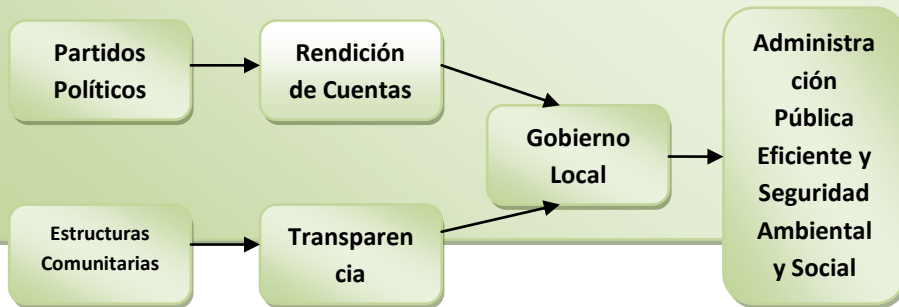 Partidos
Políticos
Rendición
de Cuentas
Gobierno
Local
Administra
ción
Pública
Eficiente y
Seguridad
Ambiental
y Social
Estructuras
Comunitarias
Transparen
cia